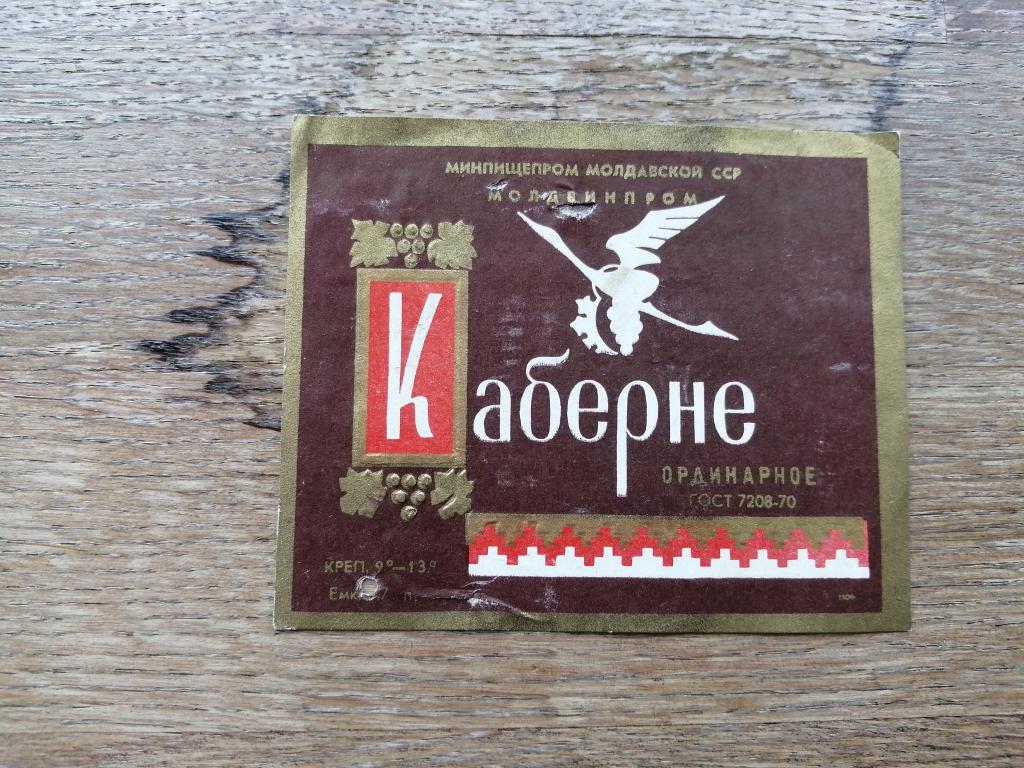 МИНПИЩЕПРОМ МОЛДАВСКОЙ ССР
МОЛДВИНПРОМ
Каберне
ОРДИНАРНОЕ
ГОСТ 7208-70
КРЕП. 9°—13°